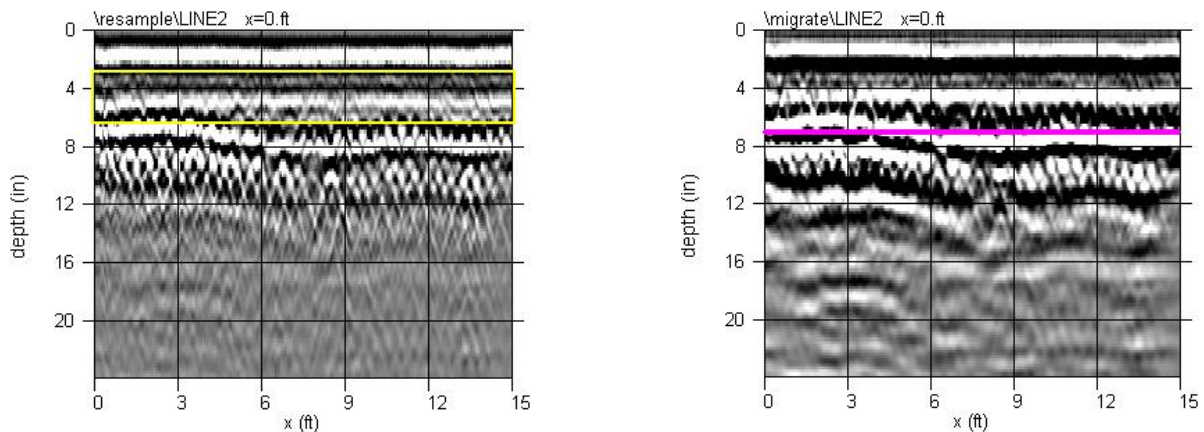 \resample\LINE2 x=0.ft
0
4
8
12
16
20
depth (in)
0 3 6 9 12 15
x (ft)
\migrate\LINE2 x=0.ft
0
4
8
12
16
20
depth (in)
0 3 6 9 12 15
x (ft)